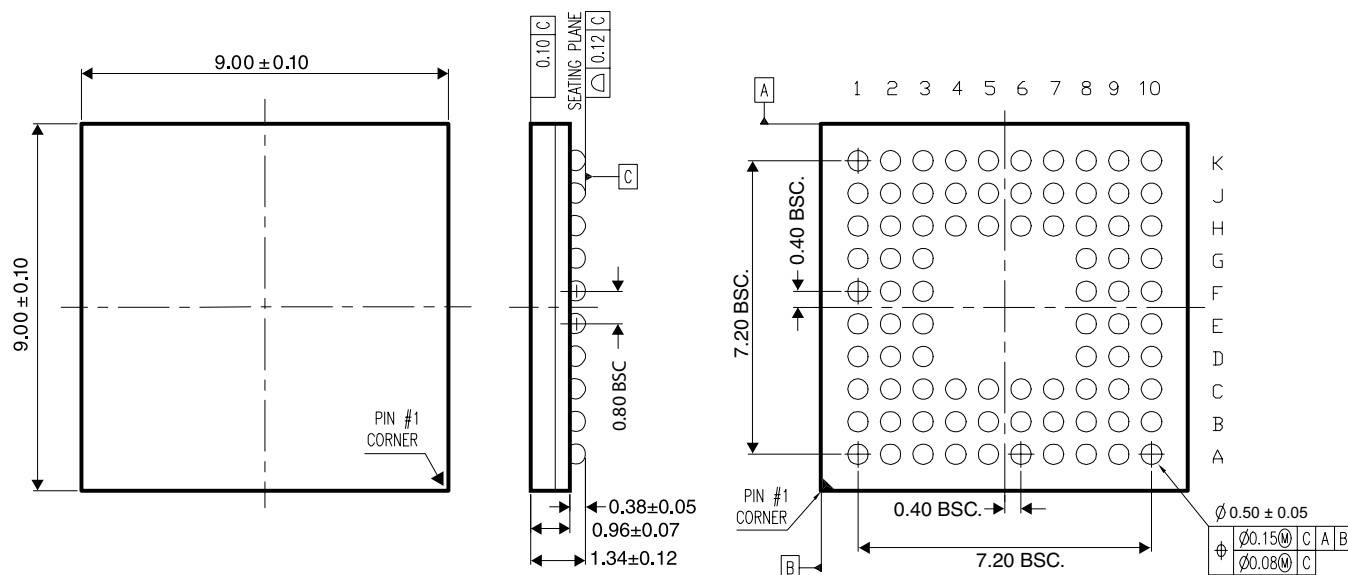 9.00 ± 0.10
9.00 ± 0.10
PIN #1
CORNER
0.10 C
SEATING PLANE
⌓ 0.12 C
C
0.80 BSC
0.38±0.05
0.96±0.07
1.34±0.12
A
1 2 3 4 5 6 7 8 9 10
K
J
H
G
F
E
D
C
B
A
7.20 BSC.
0.40 BSC.
PIN #1
CORNER
B
0.40 BSC.
7.20 BSC.
Ø 0.50 ± 0.05
⌖ Ø0.15Ⓜ C A B
Ø0.08Ⓜ C